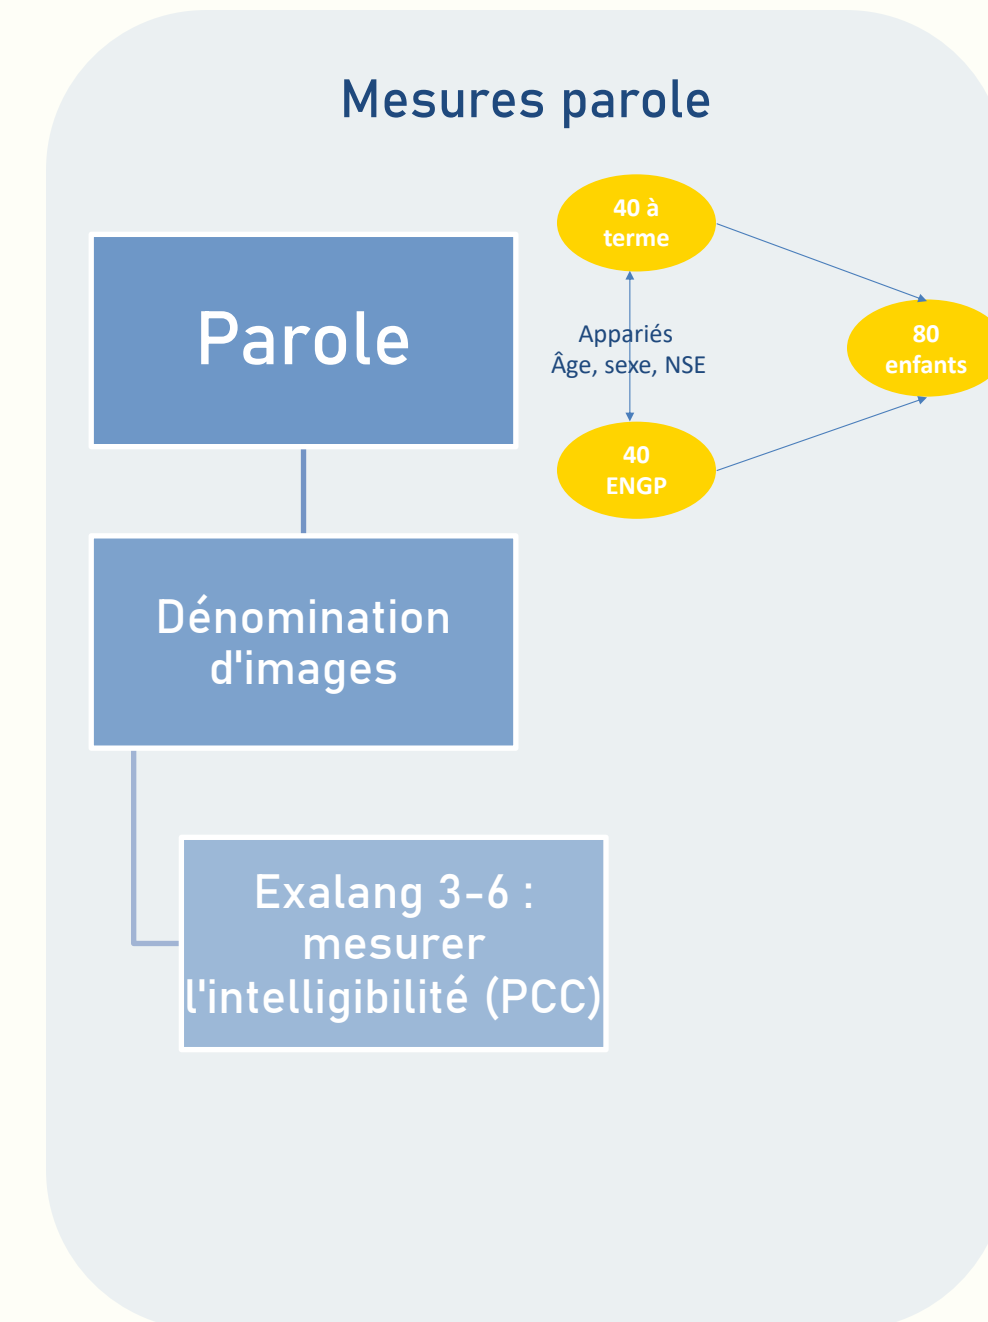 Mesures parole
Parole
Dénomination
d'images
Exalang 3-6 :
mesurer
l'intelligibilité (PCC)
40 à
terme
Appariés
Âge, sexe, NSE
40
ENGP
80
enfants